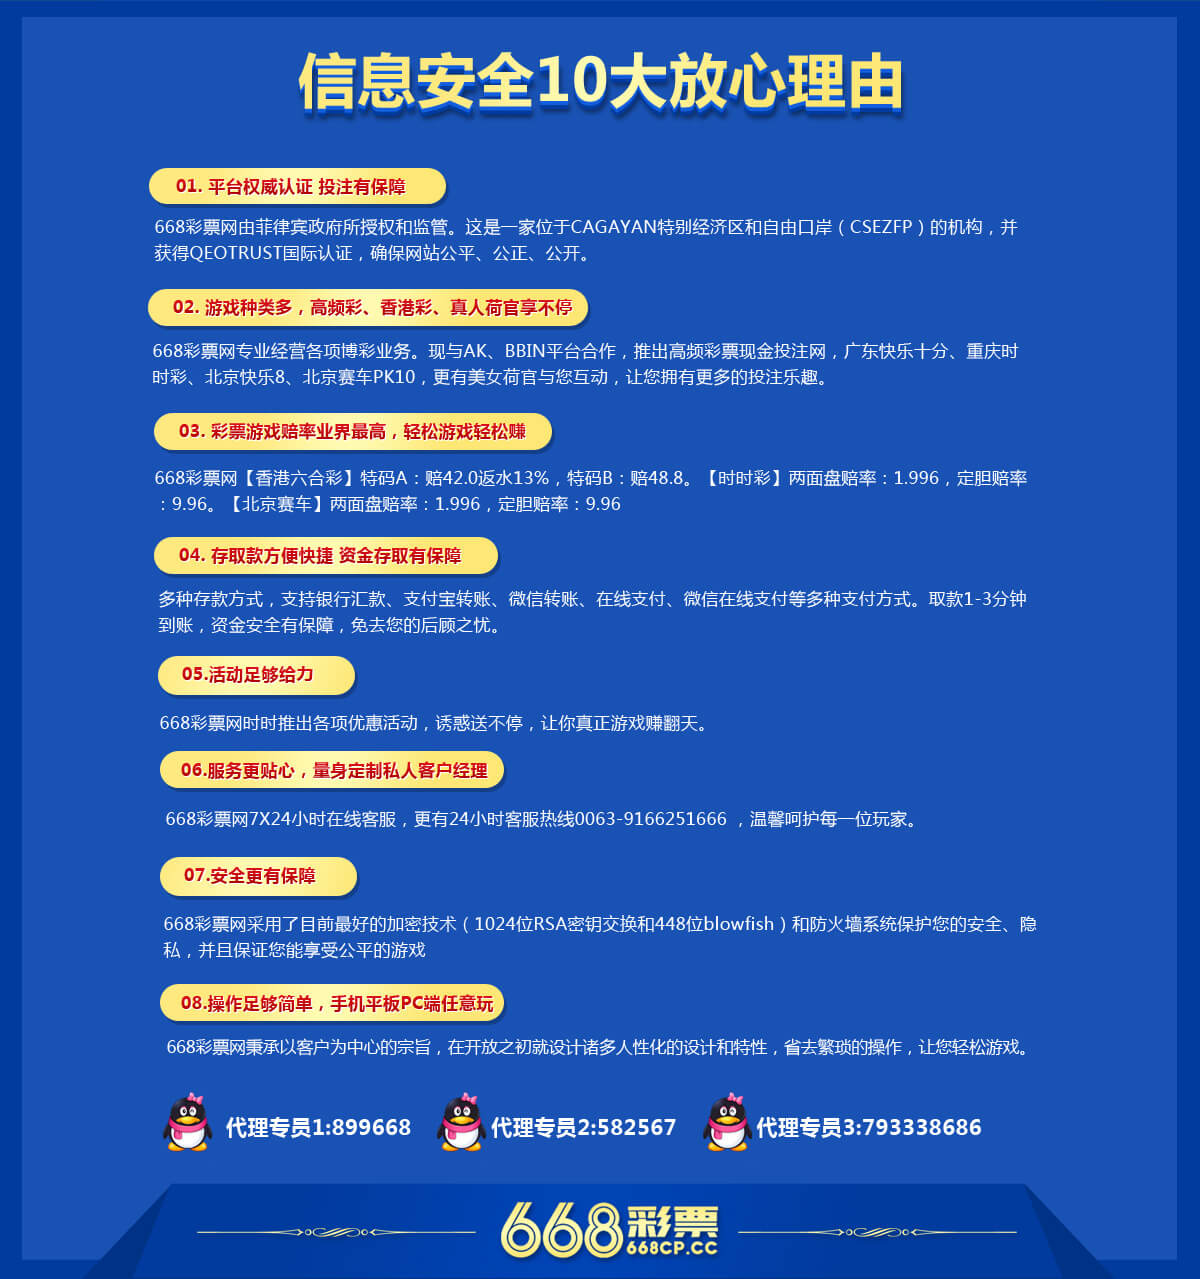 信息安全10大放心理由
01. 平台权威认证 投注有保障
668彩票网由菲律宾政府所授权和监管。这是一家位于CAGAYAN特别经济区和自由口岸（CSEZFP）的机构，并
获得QEOTRUST国际认证，确保网站公平、公正、公开。
02. 游戏种类多，高频彩、香港彩、真人荷官享不停
668彩票网专业经营各项博彩业务。现与AK、BBIN平台合作，推出高频彩票现金投注网，广东快乐十分、重庆时
时彩、北京快乐8、北京赛车PK10，更有美女荷官与您互动，让您拥有更多的投注乐趣。
03. 彩票游戏赔率业界最高，轻松游戏轻松赚
668彩票网【香港六合彩】特码A：赔42.0返水13%，特码B：赔48.8。【时时彩】两面盘赔率：1.996，定胆赔率
：9.96。【北京赛车】两面盘赔率：1.996，定胆赔率：9.96
04. 存取款方便快捷 资金存取有保障
多种存款方式，支持银行汇款、支付宝转账、微信转账、在线支付、微信在线支付等多种支付方式。取款1-3分钟
到账，资金安全有保障，免去您的后顾之忧。
05.活动足够给力
668彩票网时时推出各项优惠活动，诱惑送不停，让你真正游戏赚翻天。
06.服务更贴心，量身定制私人客户经理
668彩票网7X24小时在线客服，更有24小时客服热线0063-9166251666 ，温馨呵护每一位玩家。
07.安全更有保障
668彩票网采用了目前最好的加密技术（1024位RSA密钥交换和448位blowfish）和防火墙系统保护您的安全、隐
私，并且保证您能享受公平的游戏
08.操作足够简单，手机平板PC端任意玩
668彩票网秉承以客户为中心的宗旨，在开放之初就设计诸多人性化的设计和特性，省去繁琐的操作，让您轻松游戏。
代理专员1:899668 代理专员2:582567 代理专员3:793338686
668彩票
668CP.CC